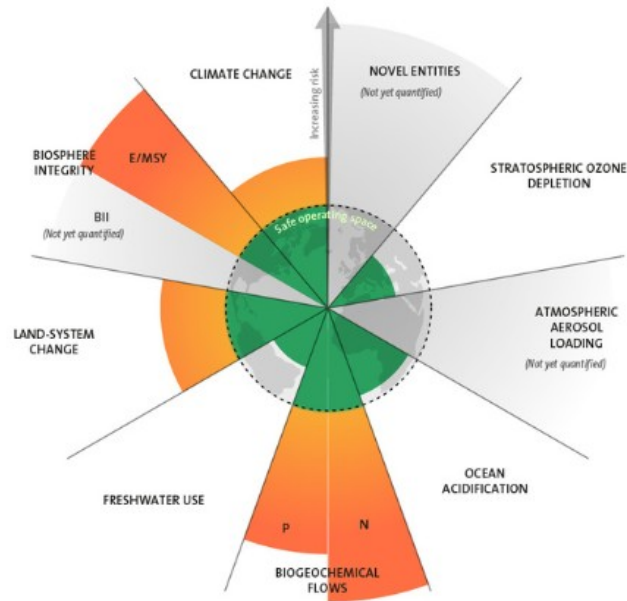 CLIMATE CHANGE
Increasing risk
NOVEL ENTITIES
(Not yet quantified)
STRATOSPHERIC OZONE
DEPLETION
ATMOSPHERIC
AEROSOL
LOADING
(Not yet quantified)
OCEAN
ACIDIFICATION
N
P
BIOGEOCHEMICAL
FLOWS
FRESHWATER USE
LAND-SYSTEM
CHANGE
BIOSPHERE
INTEGRITY
E/MSY
BII
(Not yet quantified)
Safe operating space